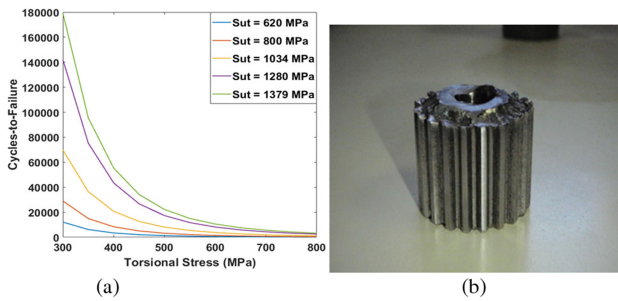 180000
160000
140000
120000
100000
80000
60000
40000
20000
0
Cycles-to-Failure
Sut = 620 MPa
Sut = 800 MPa
Sut = 1034 MPa
Sut = 1280 MPa
Sut = 1379 MPa
300 400 500 600 700 800
Torsional Stress (MPa)
(a) (b)